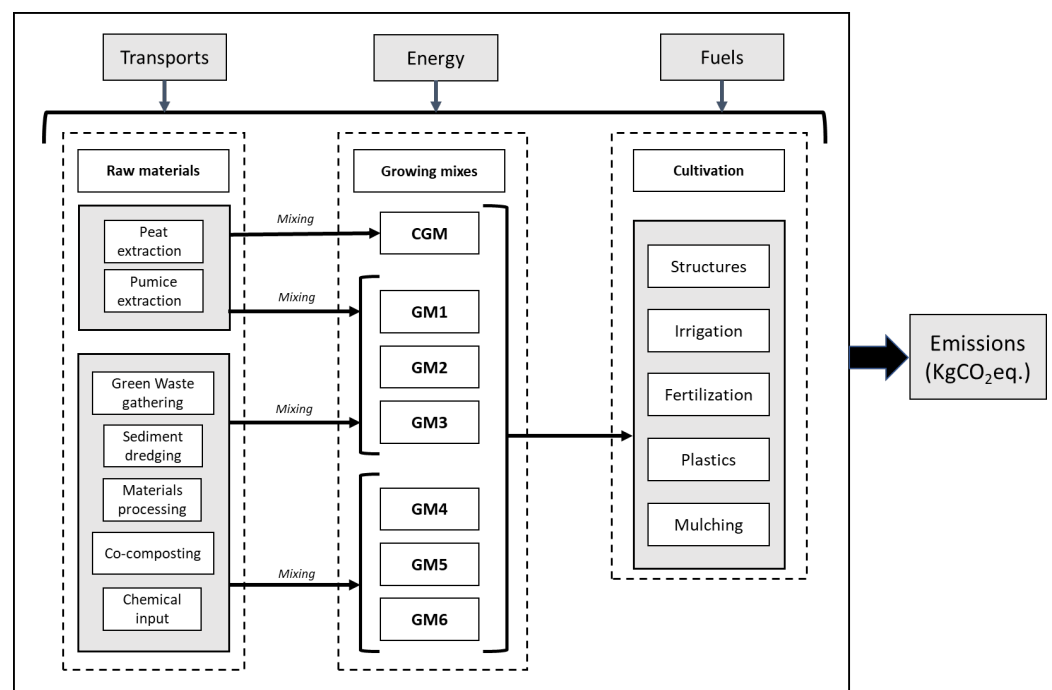 Transports
Energy
Fuels
Raw materials
Peat
extraction
Pumice
extraction
Green Waste
gathering
Sediment
dredging
Materials
processing
Co-composting
Chemical
input
Mixing
Mixing
Mixing
Mixing
Growing mixes
CGM
GM1
GM2
GM3
GM4
GM5
GM6
Cultivation
Structures
Irrigation
Fertilization
Plastics
Mulching
Emissions
(KgCO₂eq.)